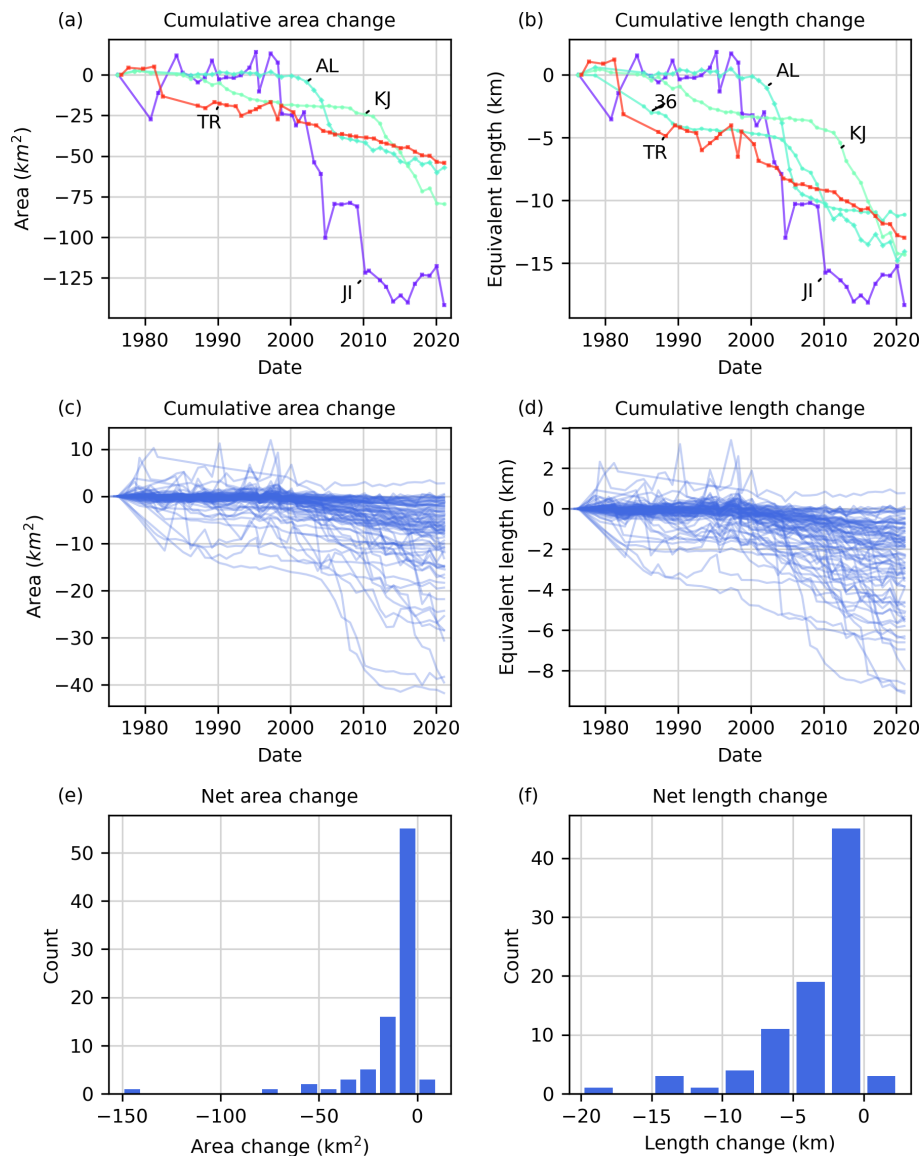 (a) Cumulative area change
0
−25
−50
−75
−100
−125
Area (km²)
AL
KJ
TR
JI
1980 1990 2000 2010 2020
Date
(b) Cumulative length change
0
−5
−10
−15
Equivalent length (km)
AL
36
KJ
TR
JI
1980 1990 2000 2010 2020
Date
(c) Cumulative area change
10
0
−10
−20
−30
−40
Area (km²)
1980 1990 2000 2010 2020
Date
(d) Cumulative length change
4
2
0
−2
−4
−6
−8
Equivalent length (km)
1980 1990 2000 2010 2020
Date
(e) Net area change
50
40
30
20
10
0
Count
−150 −100 −50 0
Area change (km²)
(f) Net length change
40
30
20
10
0
Count
−20 −15 −10 −5 0
Length change (km)